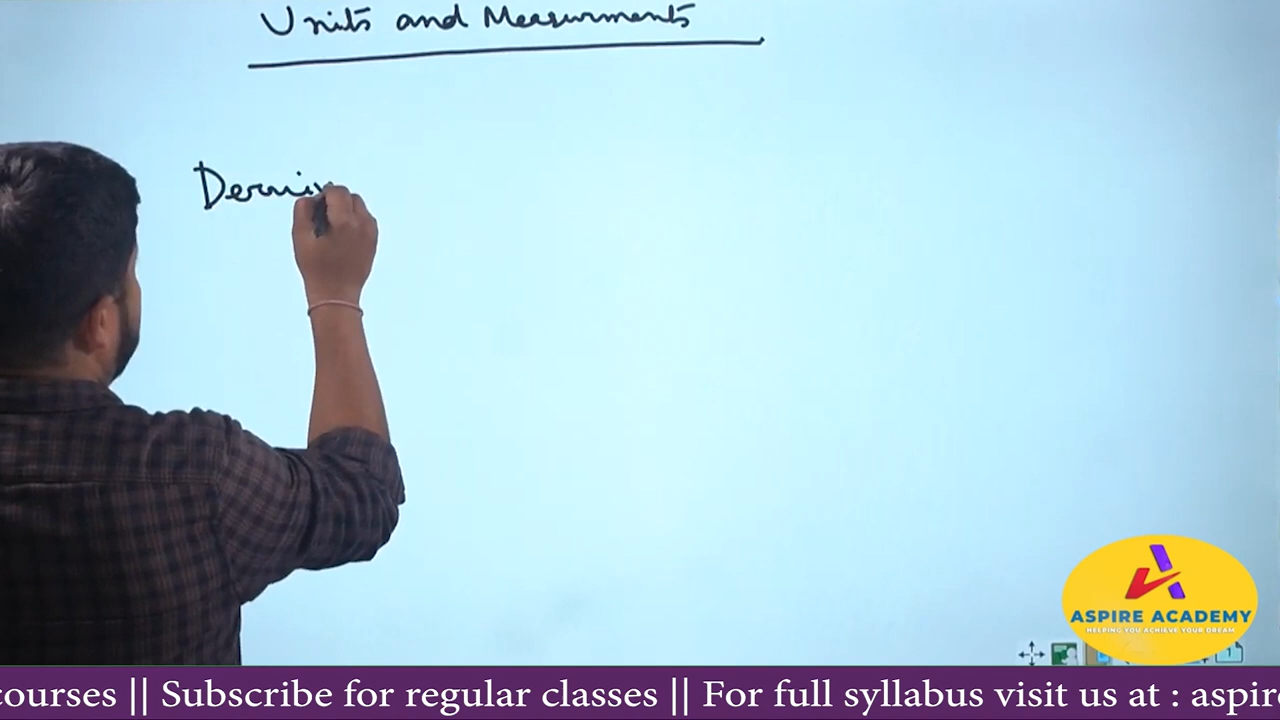 Units and Measurments
ASPIRE ACADEMY
HELPING YOU ACHIEVE YOUR DREAM
courses || Subscribe for regular classes || For full syllabus visit us at : aspir